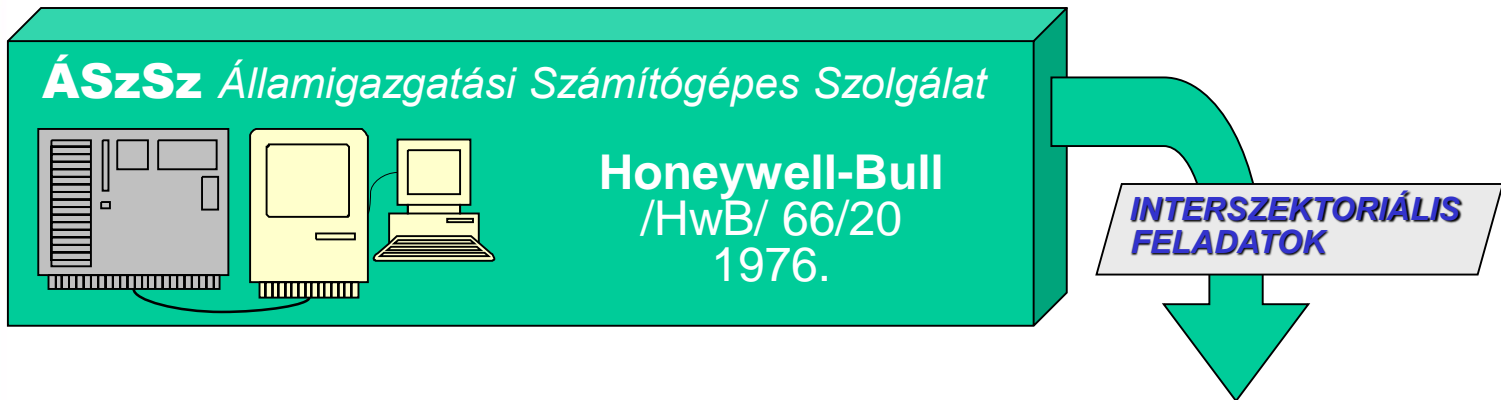 ÁSzSz Államigazgatási Számítógépes Szolgálat
Honeywell-Bull
/HwB/ 66/20
1976.
INTERSZEKTORIÁLIS
FELADATOK